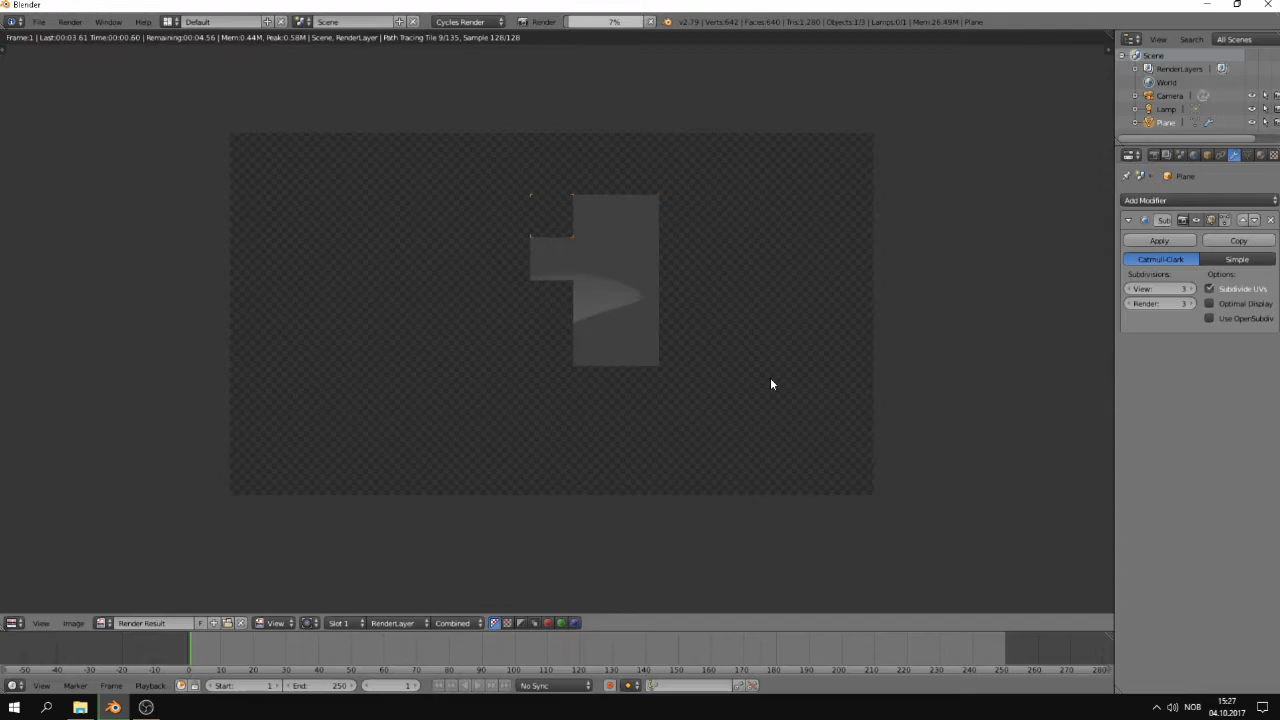 Blender
File Render Window Help Default Scene Cycles Render Render 7% v2.79 | Verts:642 | Faces:640 | Tris:1,280 | Objects:1/3 | Lamps:0/1 | Mem:26.49M | Plane
Frame:1 | Last:00:03.61 Time:00:00.60 | Remaining:00:04.56 | Mem:0.44M, Peak:0.58M | Scene, RenderLayer | Path Tracing Tile 9/135, Sample 128/128
View Search All Scenes
Scene
RenderLayers
World
Camera
Lamp
Plane
Plane
Add Modifier
Sub
Apply Copy
Catmull-Clark Simple
Subdivisions: Options:
View: 3 Subdivide UVs
Render: 3 Optimal Display
Use OpenSubdiv
View Image Render Result F View Slot 1 RenderLayer Combined
-50 -40 -30 -20 -10 0 10 20 30 40 50 60 70 80 90 100 110 120 130 140 150 160 170 180 190 200 210 220 230 240 250 260 270 280
View Marker Frame Playback Start: 1 End: 250 1 No Sync
NOB 15:27
04.10.2017